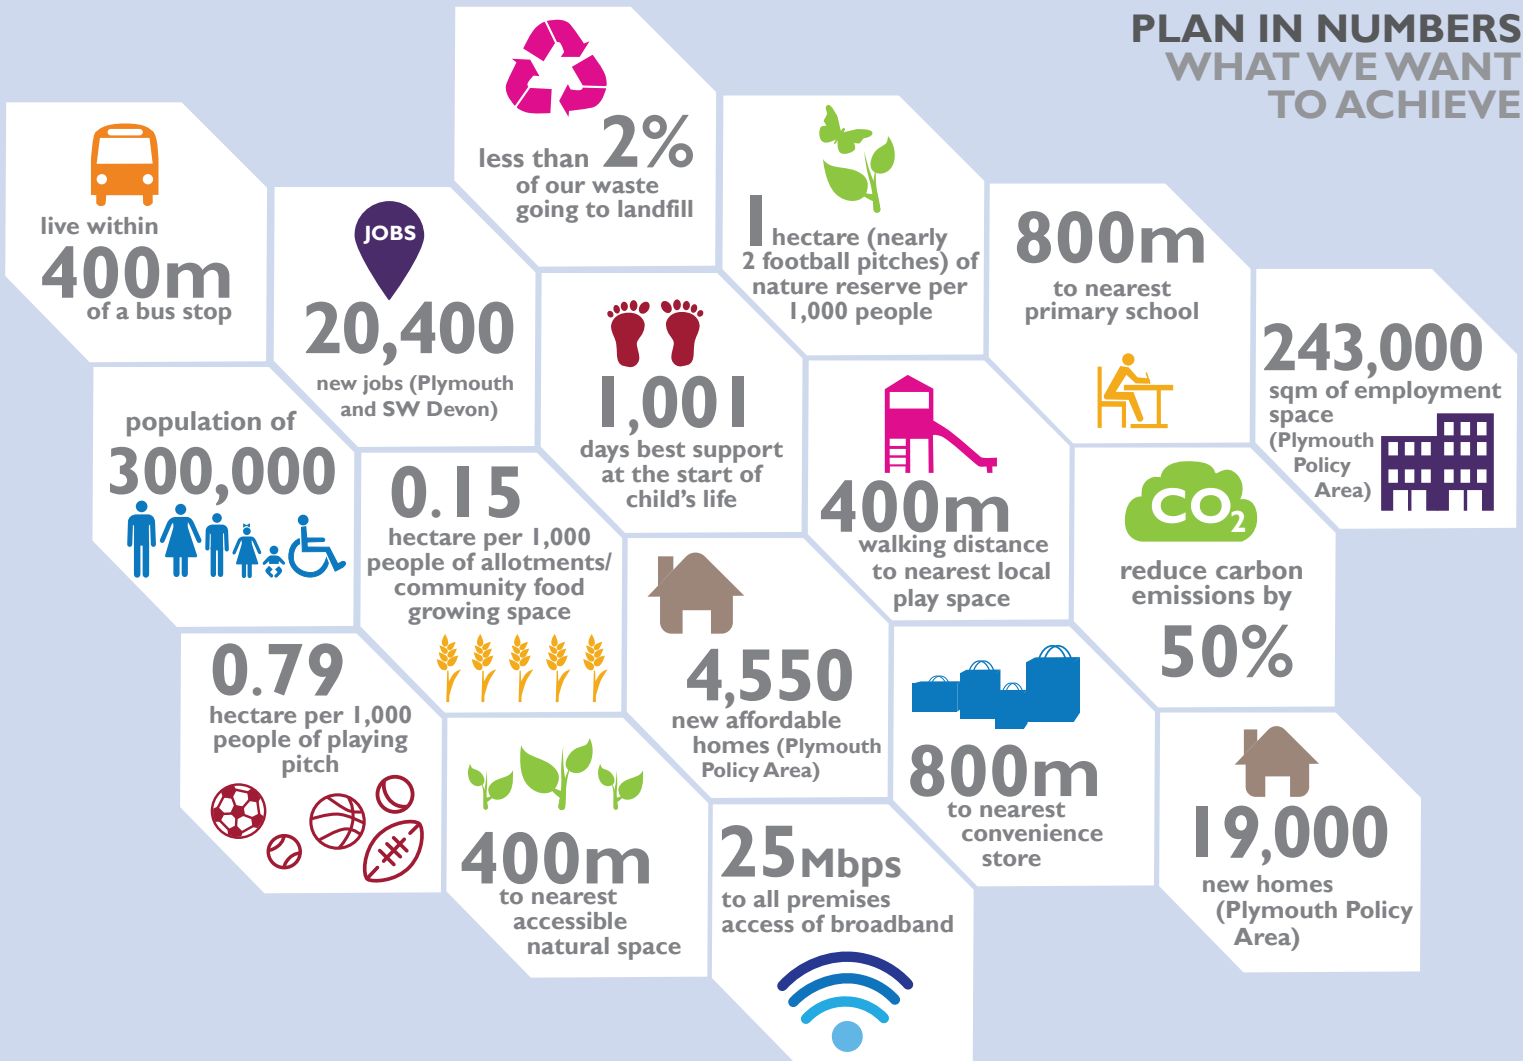 PLAN IN NUMBERS
WHAT WE WANT
TO ACHIEVE
less than 2%
of our waste
going to landfill
live within
400m
of a bus stop
JOBS
20,400
new jobs (Plymouth
and SW Devon)
1 hectare (nearly
2 football pitches) of
nature reserve per
1,000 people
800m
to nearest
primary school
243,000
sqm of employment
space
(Plymouth
Policy
Area)
1,001
days best support
at the start of
child's life
population of
300,000
0.15
hectare per 1,000
people of allotments/
community food
growing space
400m
walking distance
to nearest local
play space
CO2
reduce carbon
emissions by
50%
0.79
hectare per 1,000
people of playing
pitch
4,550
new affordable
homes (Plymouth
Policy Area)
800m
to nearest
convenience
store
19,000
new homes
(Plymouth Policy
Area)
400m
to nearest
accessible
natural space
25Mbps
to all premises
access of broadband